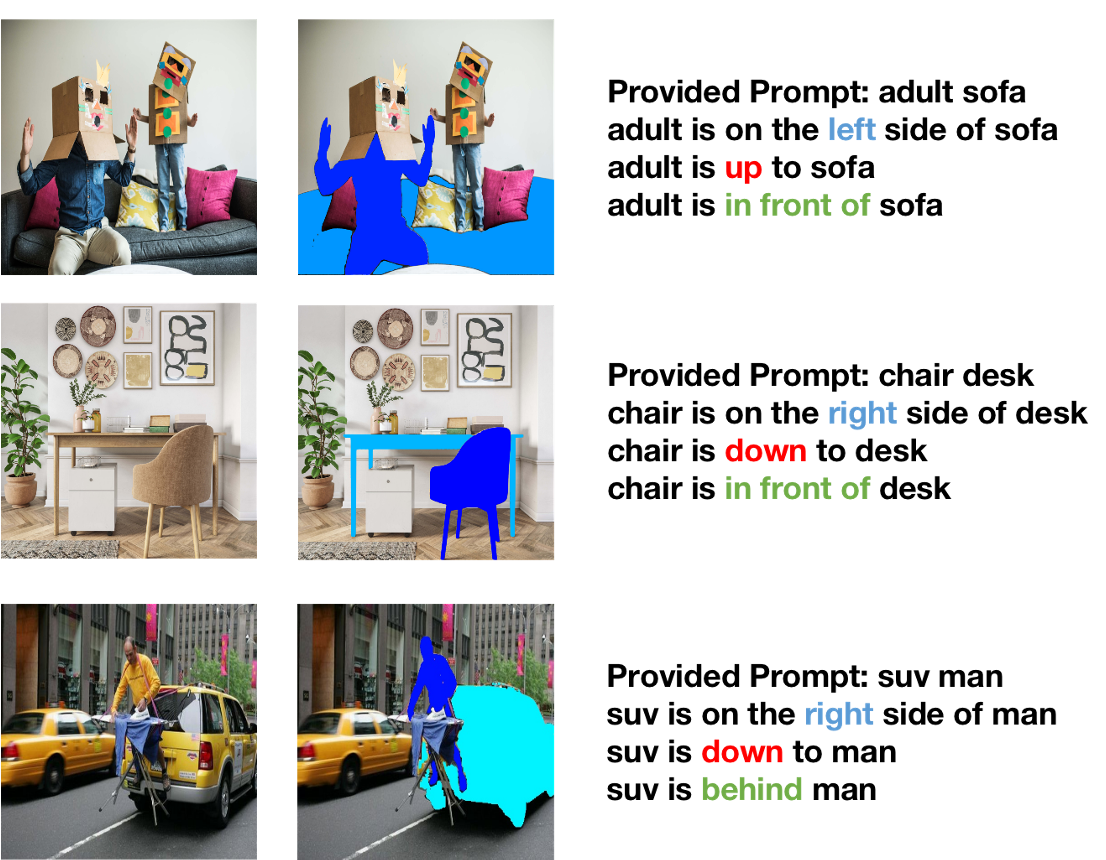 Provided Prompt: adult sofa
adult is on the left side of sofa
adult is up to sofa
adult is in front of sofa
Provided Prompt: chair desk
chair is on the right side of desk
chair is down to desk
chair is in front of desk
Provided Prompt: suv man
suv is on the right side of man
suv is down to man
suv is behind man